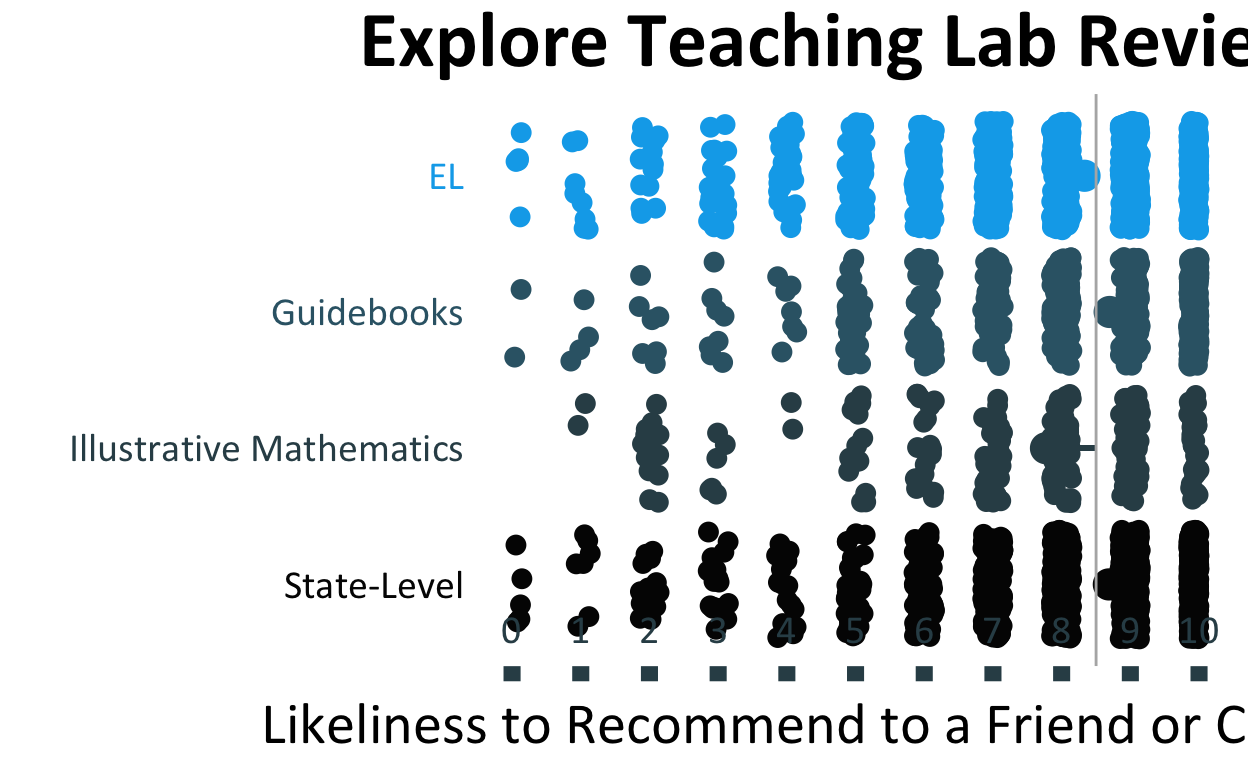 Explore Teaching Lab Revie
EL
Guidebooks
Illustrative Mathematics
State-Level
0 1 2 3 4 5 6 7 8 9 10
Likeliness to Recommend to a Friend or C